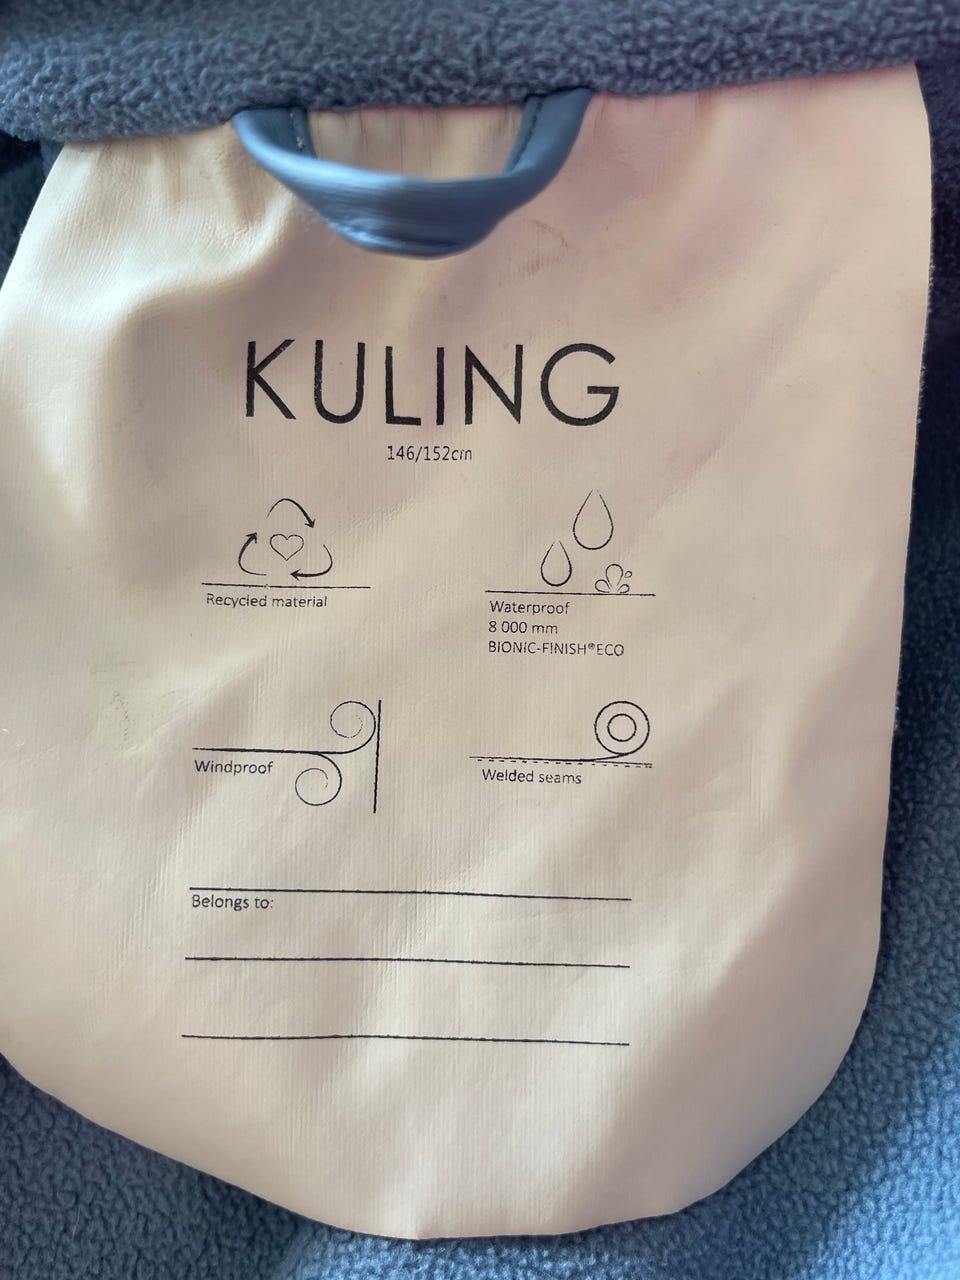 KULING
146/152cm
Recycled material
Waterproof
8 000 mm
BIONIC-FINISH®ECO
Windproof
Welded seams
Belongs to: